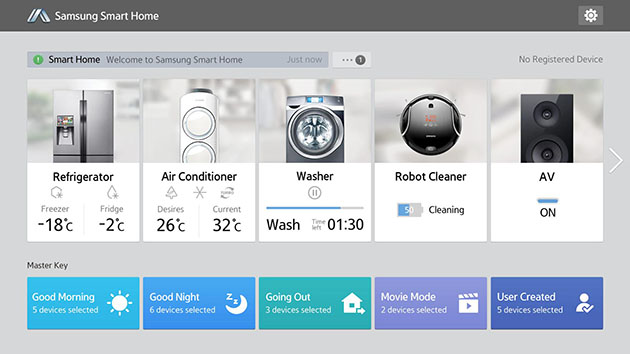 Samsung Smart Home
Smart Home Welcome to Samsung Smart Home Just now
1
No Registered Device
Refrigerator
Freezer Fridge
-18℃ -2℃
Air Conditioner
TURBO
Desires Current
26℃ 32℃
Washer
Wash Time left 01:30
Robot Cleaner
50 Cleaning
AV
ON
Master Key
Good Morning
5 devices selected
Good Night
6 devices selected
Going Out
3 devices selected
Movie Mode
2 devices selected
User Created
5 devices selected